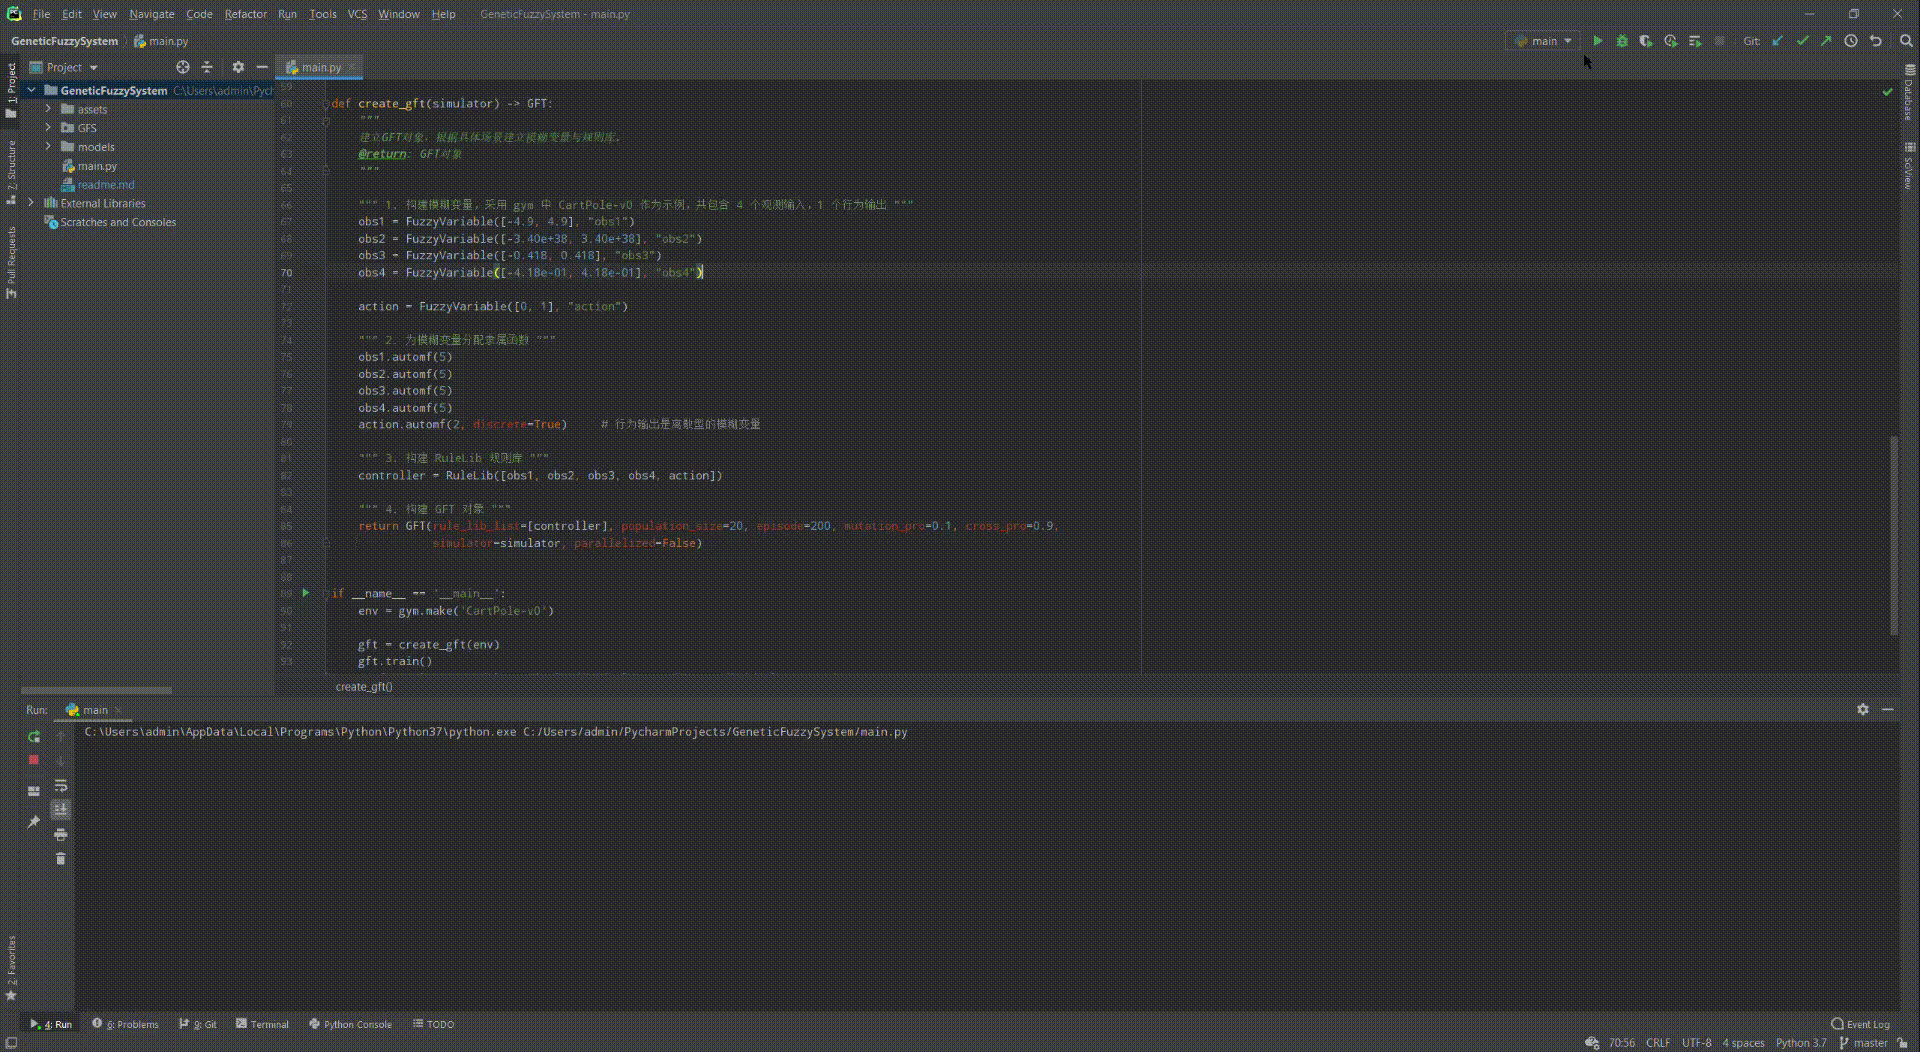 File Edit View Navigate Code Refactor Run Tools VCS Window Help GeneticFuzzySystem - main.py
GeneticFuzzySystem main.py
main Git:
1: Project
Project
main.py
GeneticFuzzySystem C:\Users\admin\Pych
assets
GFS
models
main.py
readme.md
External Libraries
Scratches and Consoles
7: Structure
Pull Requests
2: Favorites
Database
SciView
59
60 def create_gft(simulator) -> GFT:
61 """
62 建立GFT对象，根据具体场景建立模糊变量与规则库.
63 @return: GFT对象
64 """
65
66 """ 1. 构建模糊变量，采用 gym 中 CartPole-v0 作为示例，共包含 4 个观测输入，1 个行为输出 """
67 obs1 = FuzzyVariable([-4.9, 4.9], "obs1")
68 obs2 = FuzzyVariable([-3.40e+38, 3.40e+38], "obs2")
69 obs3 = FuzzyVariable([-0.418, 0.418], "obs3")
70 obs4 = FuzzyVariable([-4.18e-01, 4.18e-01], "obs4")
71
72 action = FuzzyVariable([0, 1], "action")
73
74 """ 2. 为模糊变量分配隶属函数 """
75 obs1.automf(5)
76 obs2.automf(5)
77 obs3.automf(5)
78 obs4.automf(5)
79 action.automf(2, discrete=True) # 行为输出是离散型的模糊变量
80
81 """ 3. 构建 RuleLib 规则库 """
82 controller = RuleLib([obs1, obs2, obs3, obs4, action])
83
84 """ 4. 构建 GFT 对象 """
85 return GFT(rule_lib_list=[controller], population_size=20, episode=200, mutation_pro=0.1, cross_pro=0.9,
86 simulator=simulator, parallelized=False)
87
88
89 if __name__ == '__main__':
90 env = gym.make('CartPole-v0')
91
92 gft = create_gft(env)
93 gft.train()
create_gft()
Run: main
C:\Users\admin\AppData\Local\Programs\Python\Python37\python.exe C:/Users/admin/PycharmProjects/GeneticFuzzySystem/main.py
4: Run 6: Problems 9: Git Terminal Python Console TODO Event Log
70:56 CRLF UTF-8 4 spaces Python 3.7 master